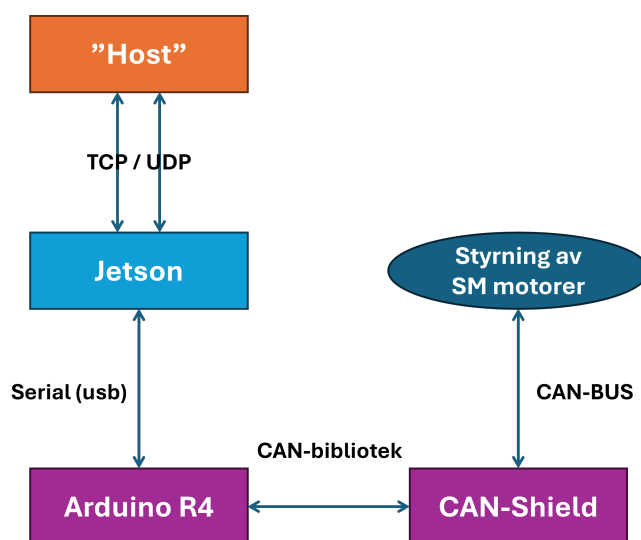 ”Host”
TCP / UDP
Jetson
Styrning av
SM motorer
Serial (usb)
CAN-BUS
CAN-bibliotek
Arduino R4
CAN-Shield